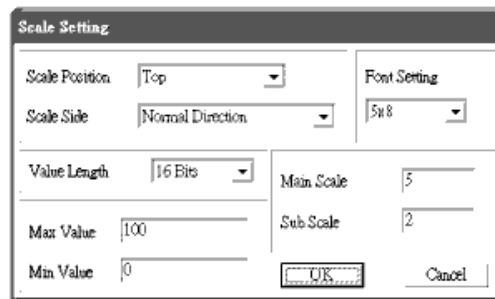 Scale Setting
Scale Position Top
Font Setting
Scale Side Normal Direction
5x8
Value Length 16 Bits
Main Scale 5
Sub Scale 2
Max Value 100
Min Value 0
OK Cancel